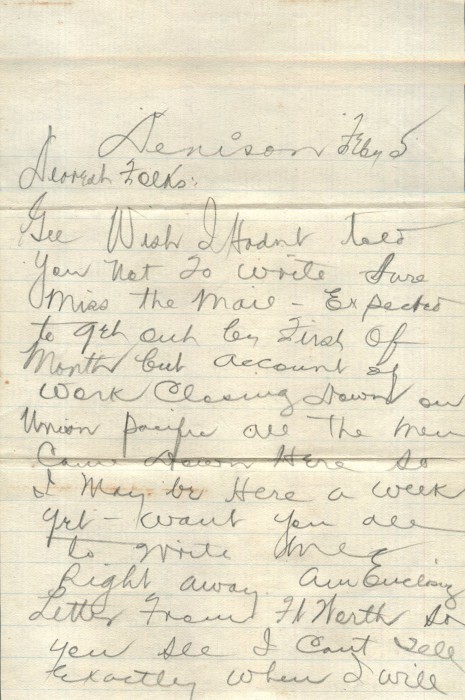 Denison Feby 5
Dearest Folks:
Gee Wish I Hadnt told
you not To write Sure
Miss the Mail - Expected
to get out by First Of
Month but account of
Work Closing Down on
Union pacific all The men
Came Down Here so
I May be Here a week
yet - want you all
to write me
Right away. Am Enclosing
Letter From Ft Worth So
you see I Cant Tell
Exactly When I will